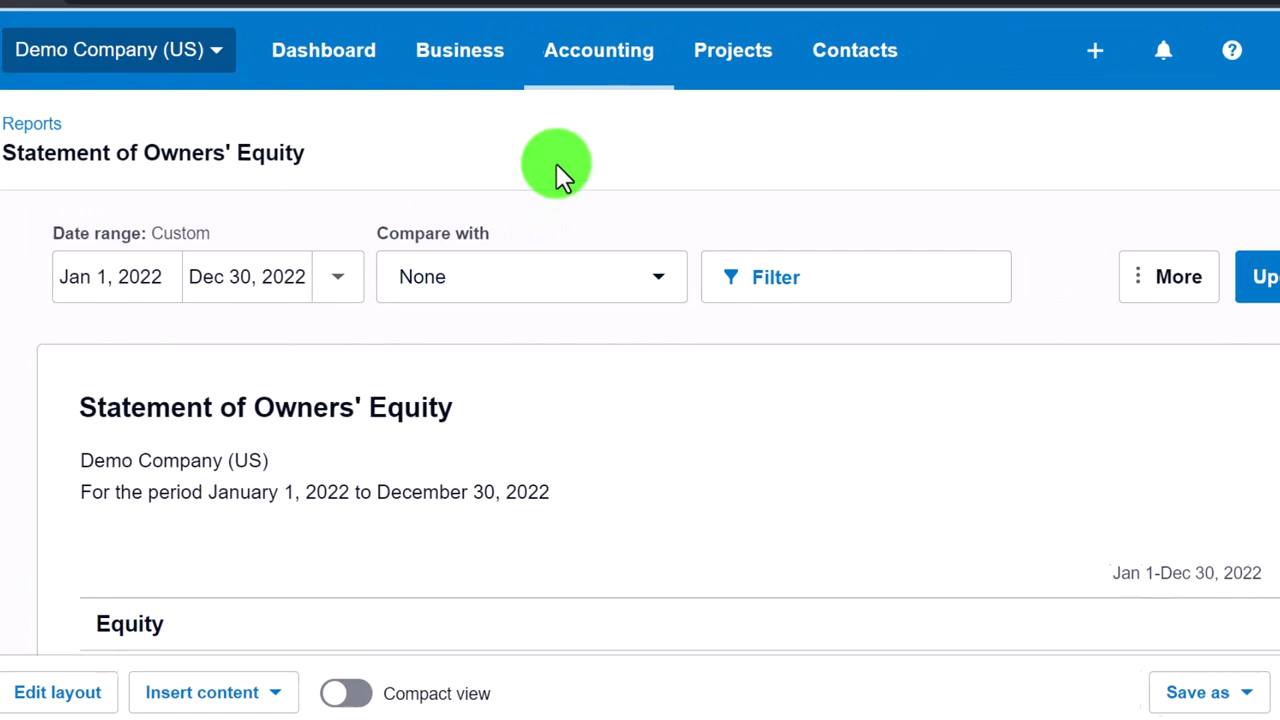 Demo Company (US) Dashboard Business Accounting Projects Contacts
Reports
Statement of Owners' Equity
Date range: Custom Compare with
Jan 1, 2022 Dec 30, 2022 None Filter More
Statement of Owners' Equity
Demo Company (US)
For the period January 1, 2022 to December 30, 2022
Jan 1-Dec 30, 2022
Equity
Edit layout Insert content Compact view Save as